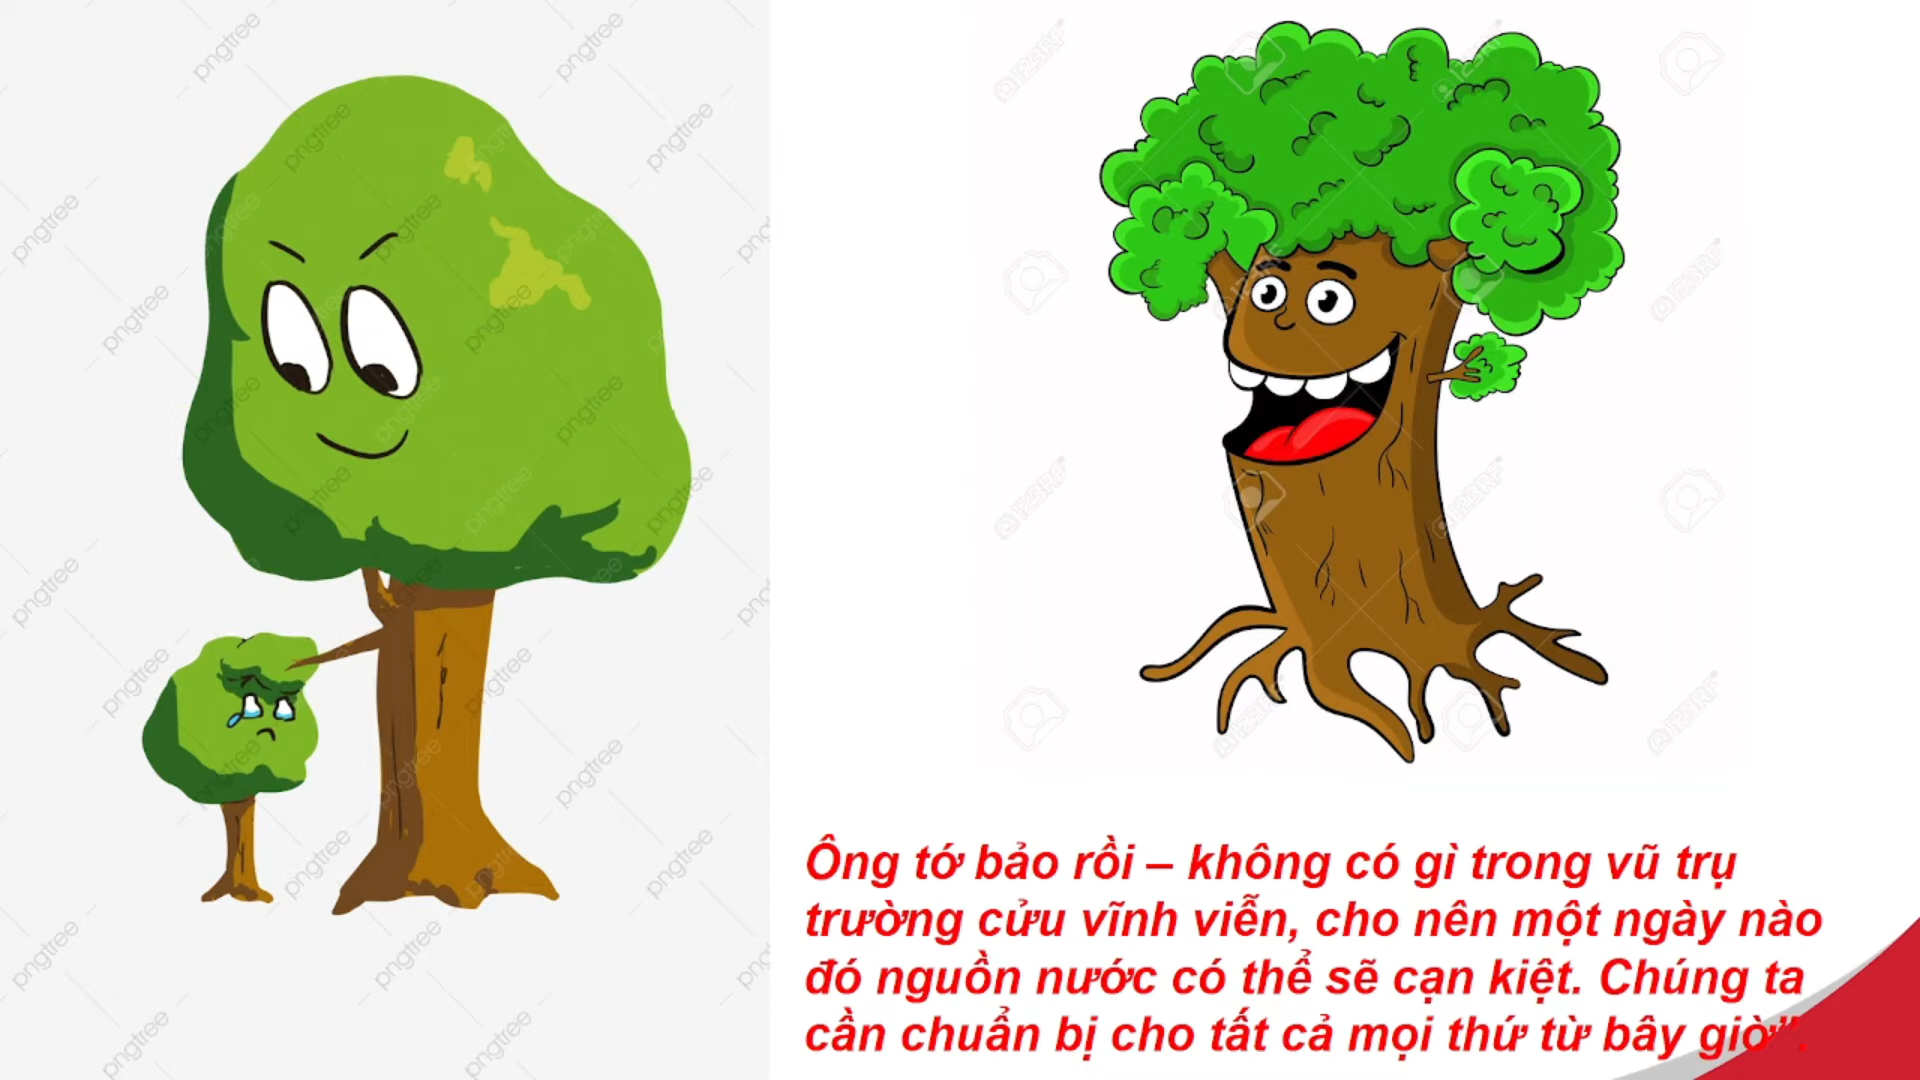 Ông tớ bảo rồi – không có gì trong vũ trụ
trường cửu vĩnh viễn, cho nên một ngày nào
đó nguồn nước có thể sẽ cạn kiệt. Chúng ta
cần chuẩn bị cho tất cả mọi thứ từ bây giờ”.
pngtree
123RF